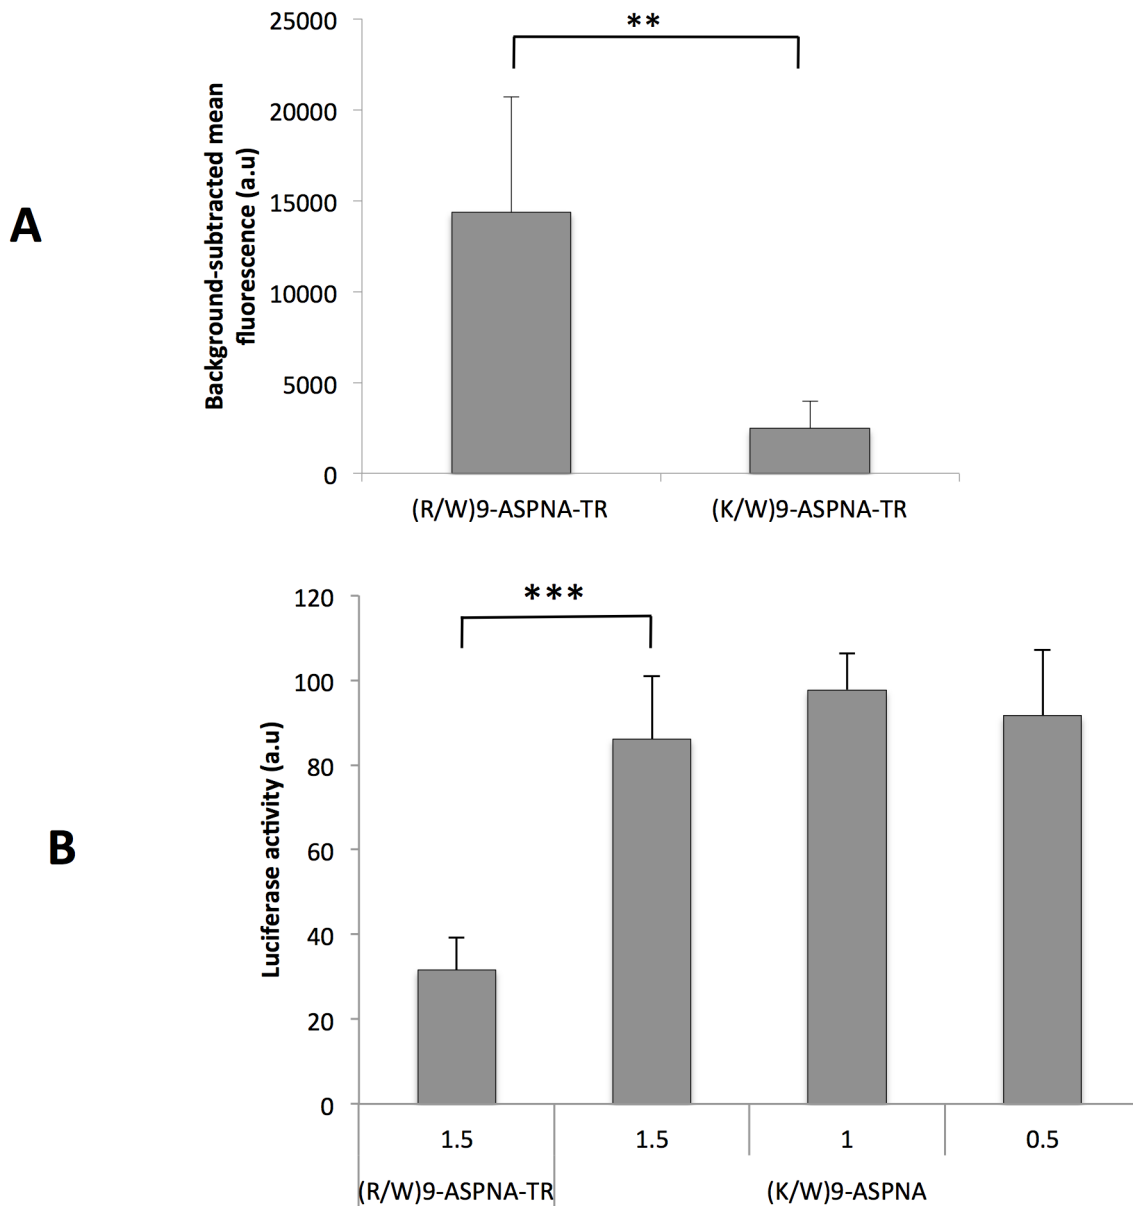 A
Background-subtracted mean
fluorescence (a.u)
25000
20000
15000
10000
5000
0
**
(R/W)9-ASPNA-TR (K/W)9-ASPNA-TR
B
Luciferase activity (a.u)
120
100
80
60
40
20
0
***
1.5 1.5 1 0.5
(R/W)9-ASPNA-TR (K/W)9-ASPNA